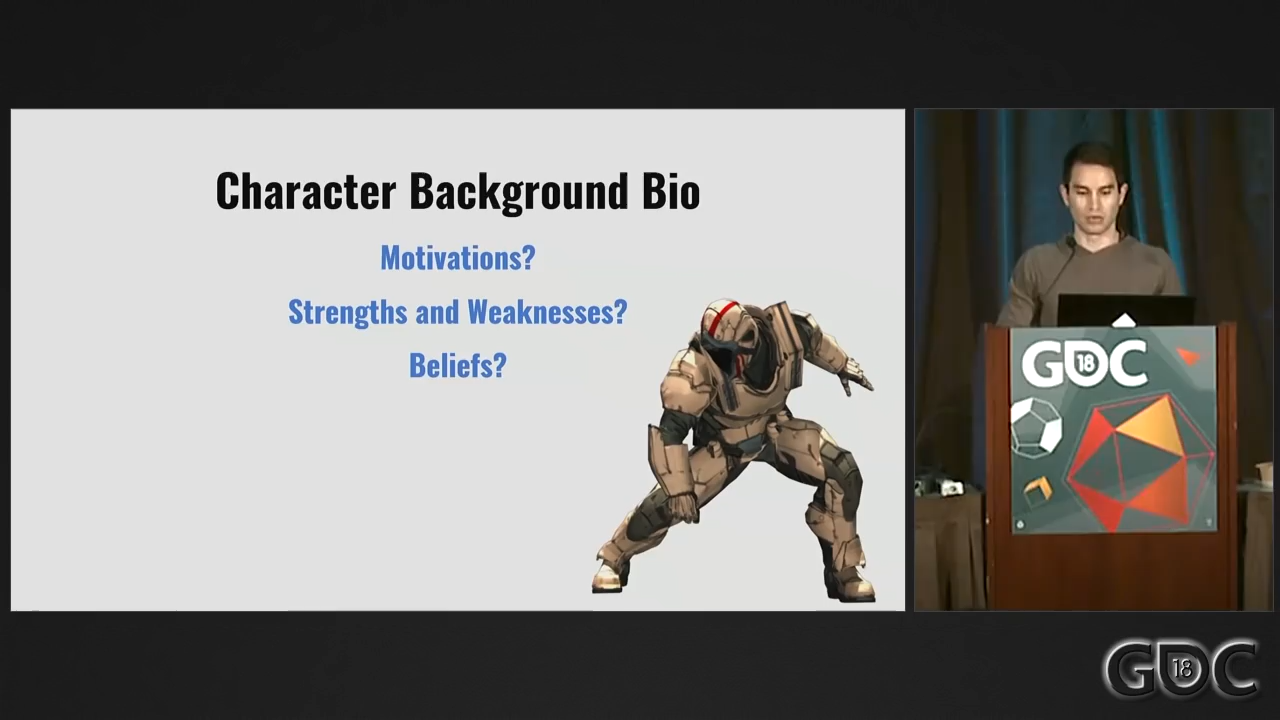 Character Background Bio
Motivations?
Strengths and Weaknesses?
Beliefs?
GDC
18
GDC
18